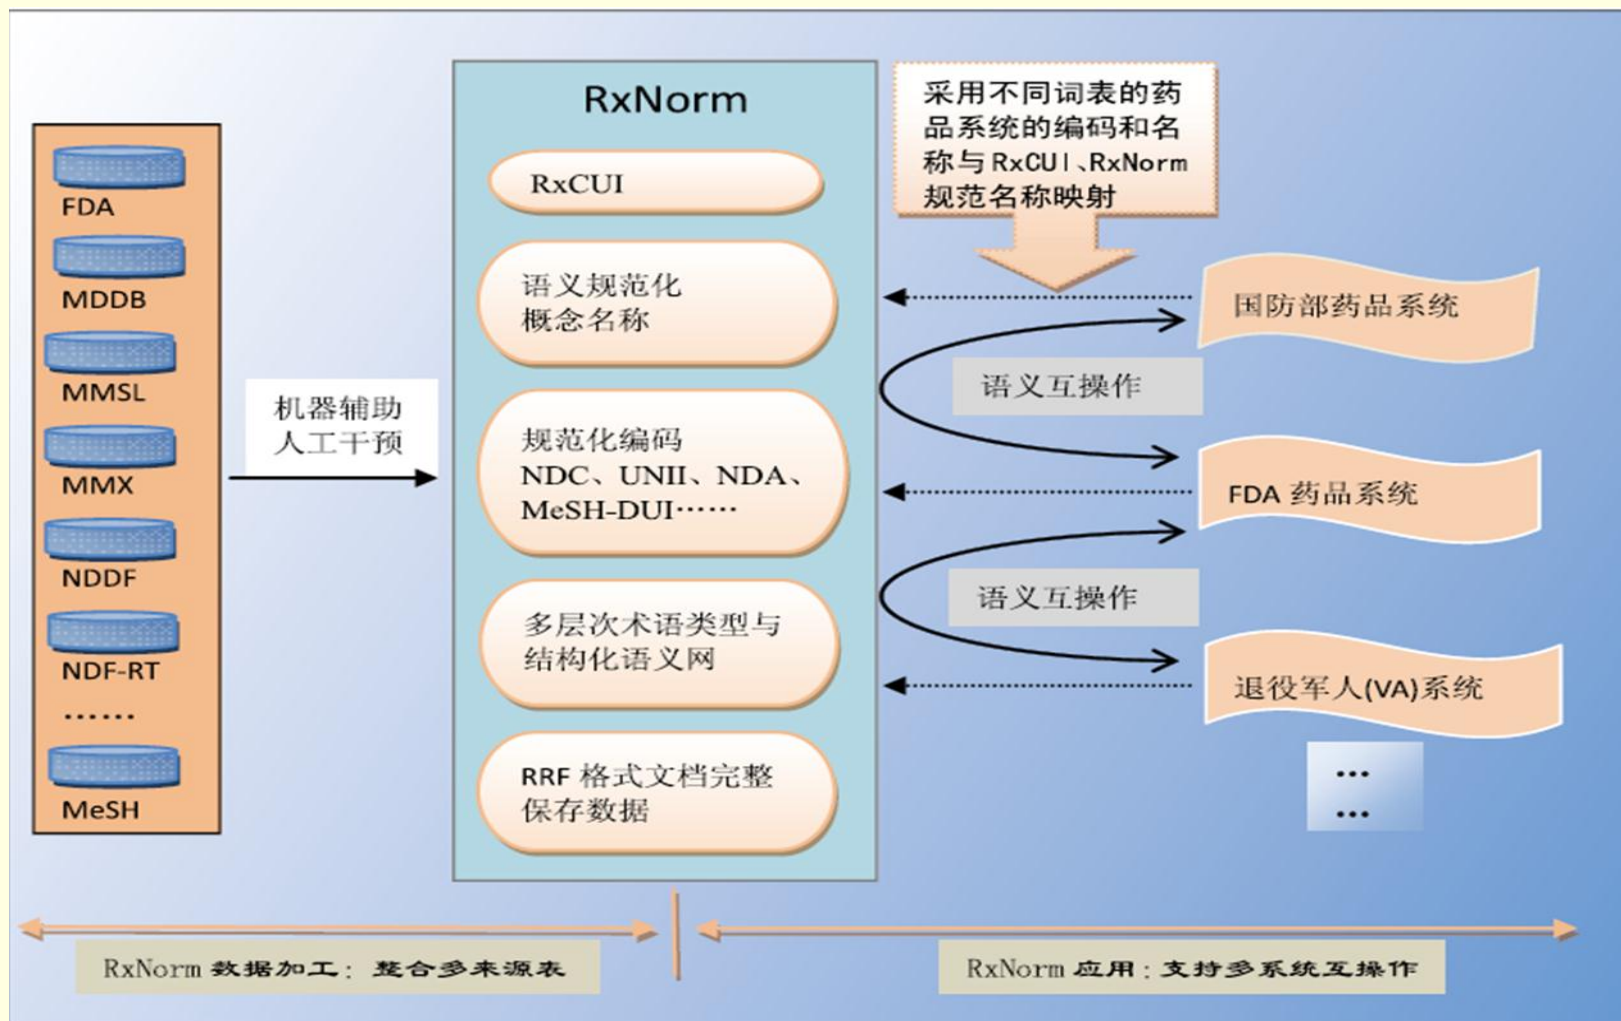 FDA
MDDB
MMSL
MMX
NDDF
NDF-RT
……
MeSH
机器辅助
人工干预
RxNorm
RxCUI
语义规范化
概念名称
规范化编码
NDC、UNII、NDA、
MeSH-DUI……
多层次术语类型与
结构化语义网
RRF 格式文档完整
保存数据
采用不同词表的药
品系统的编码和名
称与RxCUI、RxNorm
规范名称映射
国防部药品系统
语义互操作
FDA 药品系统
语义互操作
退役军人(VA)系统
...
...
RxNorm 数据加工：整合多来源表
RxNorm 应用：支持多系统互操作